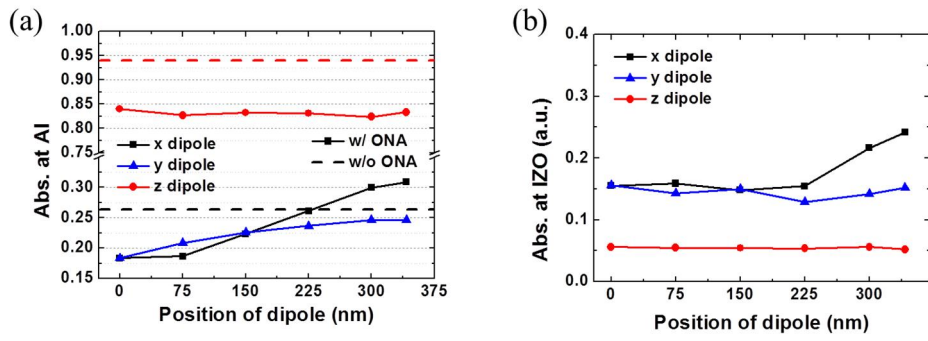 (a)
1.00
0.95
0.90
0.85
0.80
0.75
0.30
0.25
0.20
0.15
Abs. at Al
x dipole
y dipole
z dipole
w/ ONA
w/o ONA
0 75 150 225 300 375
Position of dipole (nm)
(b)
0.4
0.3
0.2
0.1
0.0
Abs. at IZO (a.u.)
x dipole
y dipole
z dipole
0 75 150 225 300
Position of dipole (nm)